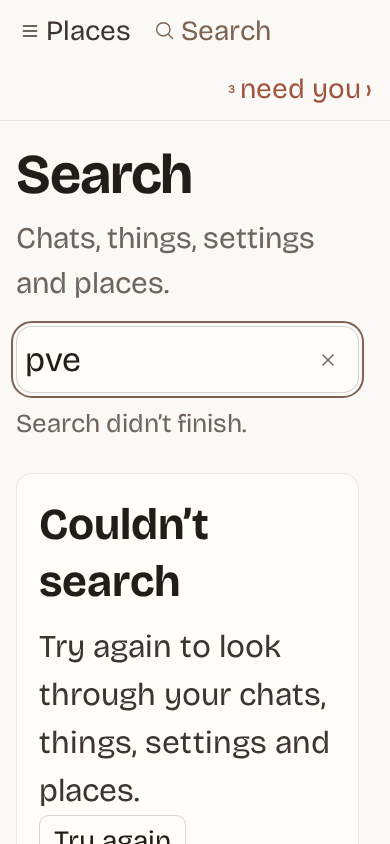 Places Search
3 need you ›
Search
Chats, things, settings
and places.
pve ×
Search didn’t finish.
Couldn’t
search
Try again to look
through your chats,
things, settings and
places.
Try again